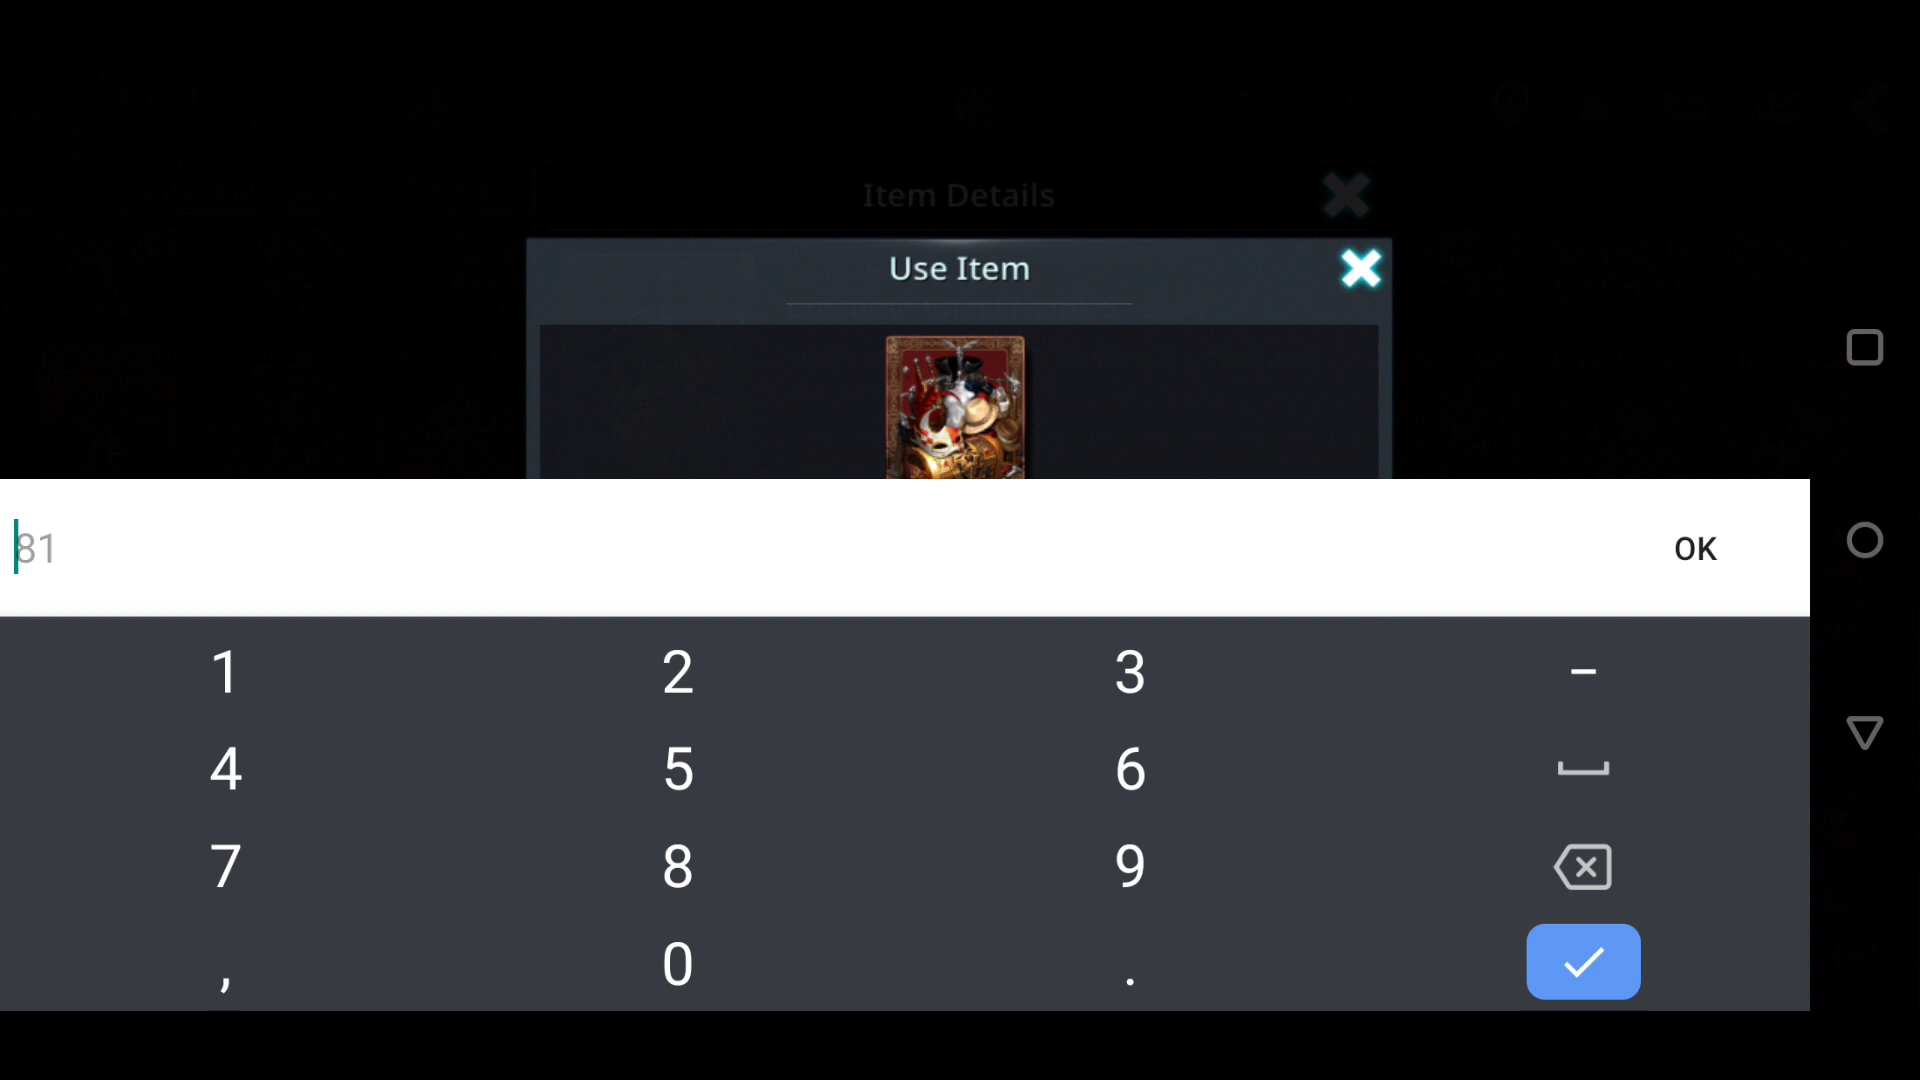 Item Details
Use Item
81
OK
1 2 3 –
4 5 6
7 8 9
, 0 .